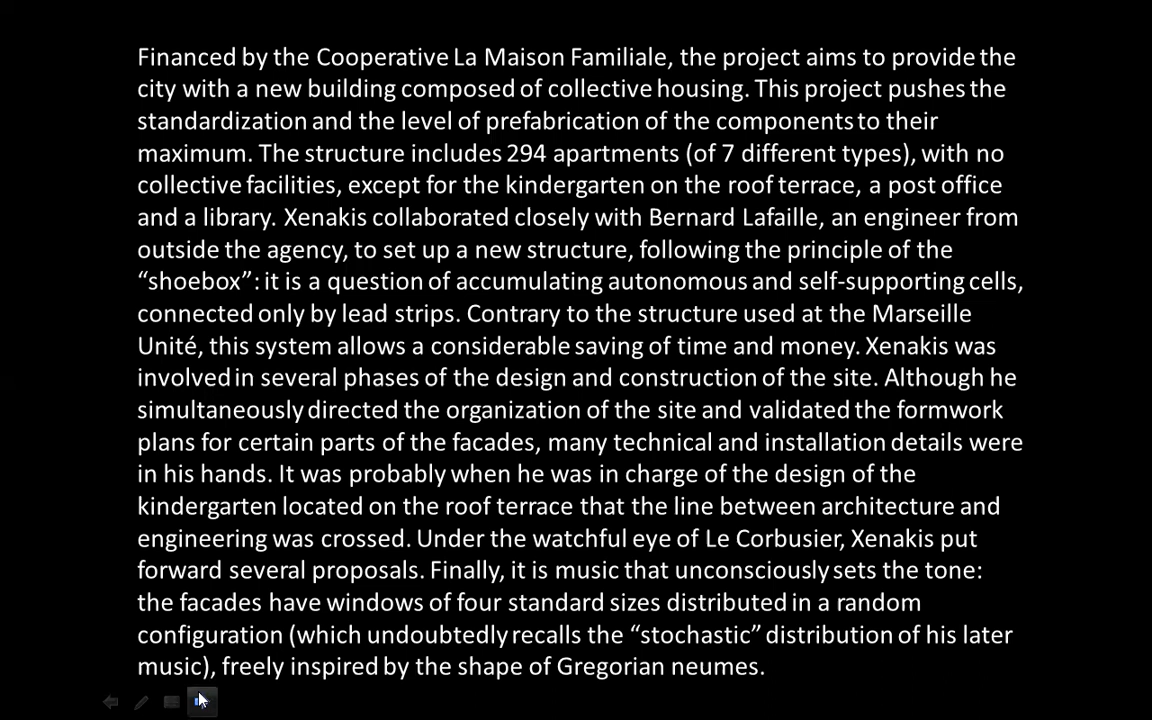 Financed by the Cooperative La Maison Familiale, the project aims to provide the
city with a new building composed of collective housing. This project pushes the
standardization and the level of prefabrication of the components to their
maximum. The structure includes 294 apartments (of 7 different types), with no
collective facilities, except for the kindergarten on the roof terrace, a post office
and a library. Xenakis collaborated closely with Bernard Lafaille, an engineer from
outside the agency, to set up a new structure, following the principle of the
“shoebox”: it is a question of accumulating autonomous and self-supporting cells,
connected only by lead strips. Contrary to the structure used at the Marseille
Unité, this system allows a considerable saving of time and money. Xenakis was
involved in several phases of the design and construction of the site. Although he
simultaneously directed the organization of the site and validated the formwork
plans for certain parts of the facades, many technical and installation details were
in his hands. It was probably when he was in charge of the design of the
kindergarten located on the roof terrace that the line between architecture and
engineering was crossed. Under the watchful eye of Le Corbusier, Xenakis put
forward several proposals. Finally, it is music that unconsciously sets the tone:
the facades have windows of four standard sizes distributed in a random
configuration (which undoubtedly recalls the “stochastic” distribution of his later
music), freely inspired by the shape of Gregorian neumes.